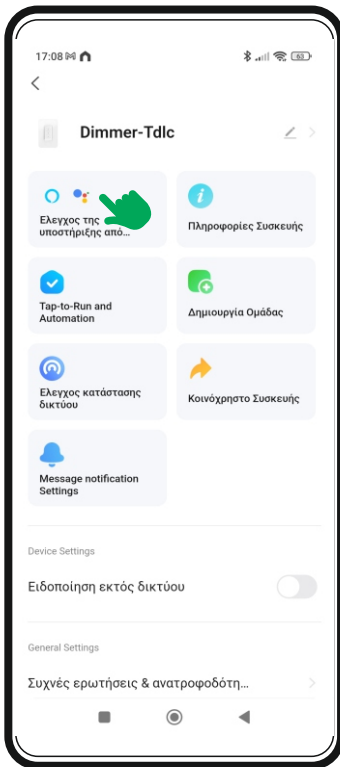 17:08
63
Dimmer-Tdlc
Ελεγχος της
υποστήριξης από...
Πληροφορίες Συσκευής
Tap-to-Run and
Automation
Δημιουργία Ομάδας
Ελεγχος κατάστασης
δικτύου
Κοινόχρηστο Συσκευής
Message notification
Settings
Device Settings
Ειδοποίηση εκτός δικτύου
General Settings
Συχνές ερωτήσεις & ανατροφοδότη...